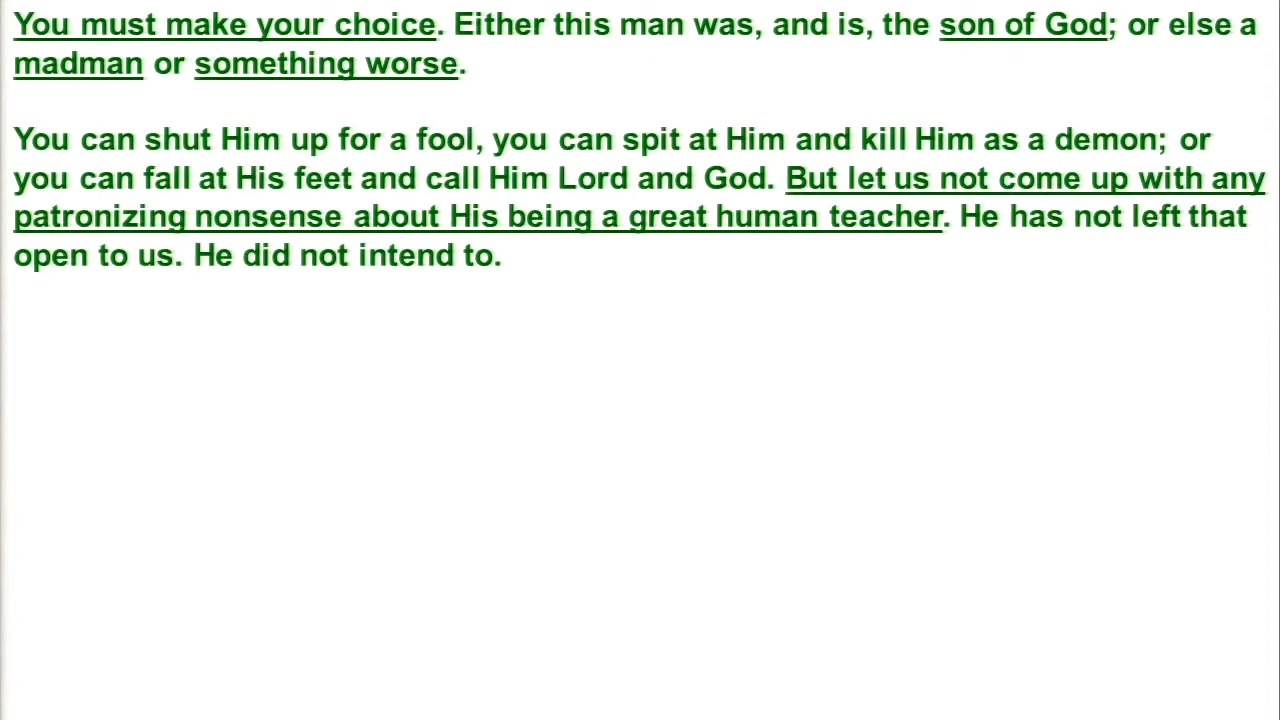 You must make your choice. Either this man was, and is, the son of God; or else a
madman or something worse.
You can shut Him up for a fool, you can spit at Him and kill Him as a demon; or
you can fall at His feet and call Him Lord and God. But let us not come up with any
patronizing nonsense about His being a great human teacher. He has not left that
open to us. He did not intend to.